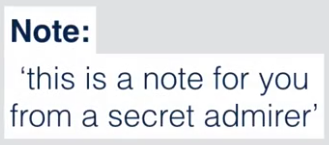 Note:
‘this is a note for you
from a secret admirer’